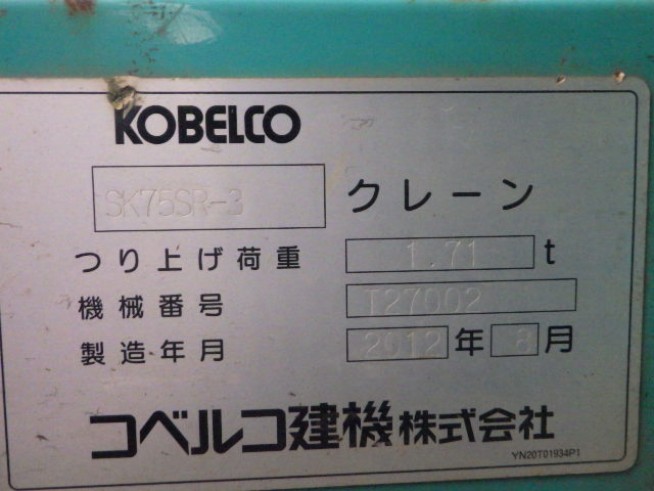 KOBELCO
SK75SR-3 クレーン
つり上げ荷重 1.71 t
機械番号 T27002
製造年月 2012 年 8 月
コベルコ建機株式会社
YN20T01934P1